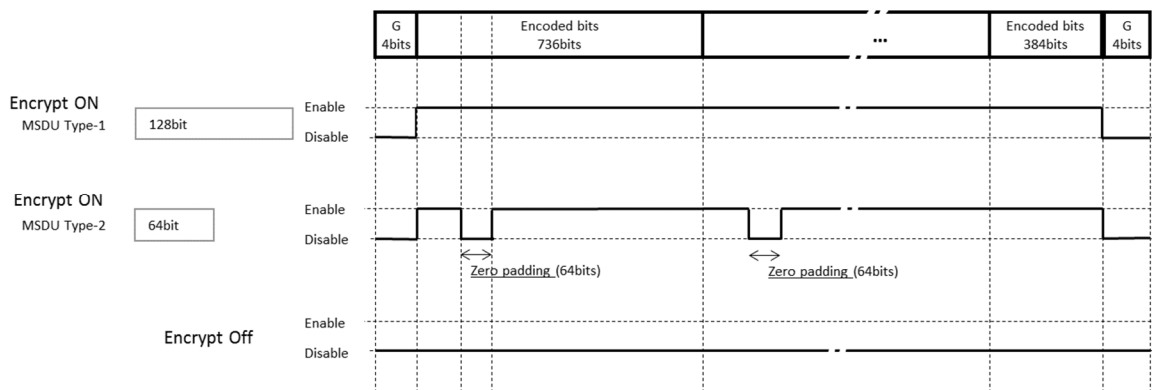 G
4bits
Encoded bits
736bits
...
Encoded bits
384bits
G
4bits
Encrypt ON
MSDU Type-1
128bit
Enable
Disable
Encrypt ON
MSDU Type-2
64bit
Enable
Disable
Zero padding (64bits)
Zero padding (64bits)
Encrypt Off
Enable
Disable